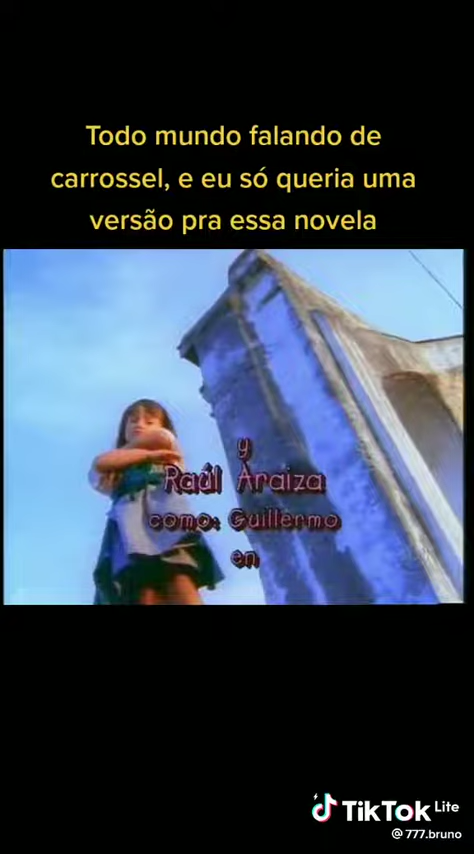 Todo mundo falando de
carrossel, e eu só queria uma
versão pra essa novela
y
Raúl Araiza
como: Guillermo
en
TikTok Lite
@ 777.bruno